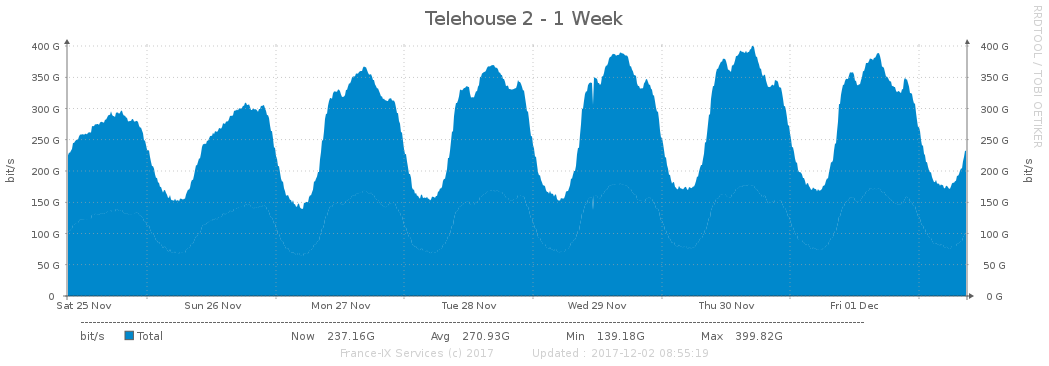 Telehouse 2 - 1 Week
RRDTOOL / TOBI OETIKER
400 G 400 G
350 G 350 G
300 G 300 G
250 G 250 G
200 G 200 G
150 G 150 G
100 G 100 G
50 G 50 G
0 0 G
bit/s bit/s
Sat 25 Nov Sun 26 Nov Mon 27 Nov Tue 28 Nov Wed 29 Nov Thu 30 Nov Fri 01 Dec
bit/s Total Now 237.16G Avg 270.93G Min 139.18G Max 399.82G
France-IX Services (c) 2017 Updated : 2017-12-02 08:55:19